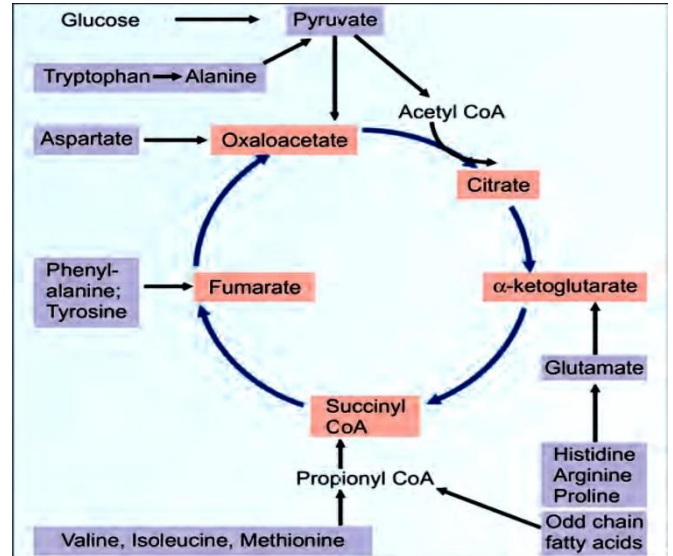 Glucose
Pyruvate
Tryptophan
Alanine
Acetyl CoA
Aspartate
Oxaloacetate
Citrate
Phenyl-
alanine;
Tyrosine
Fumarate
α-ketoglutarate
Glutamate
Succinyl
CoA
Histidine
Arginine
Proline
Propionyl CoA
Odd chain
fatty acids
Valine, Isoleucine, Methionine